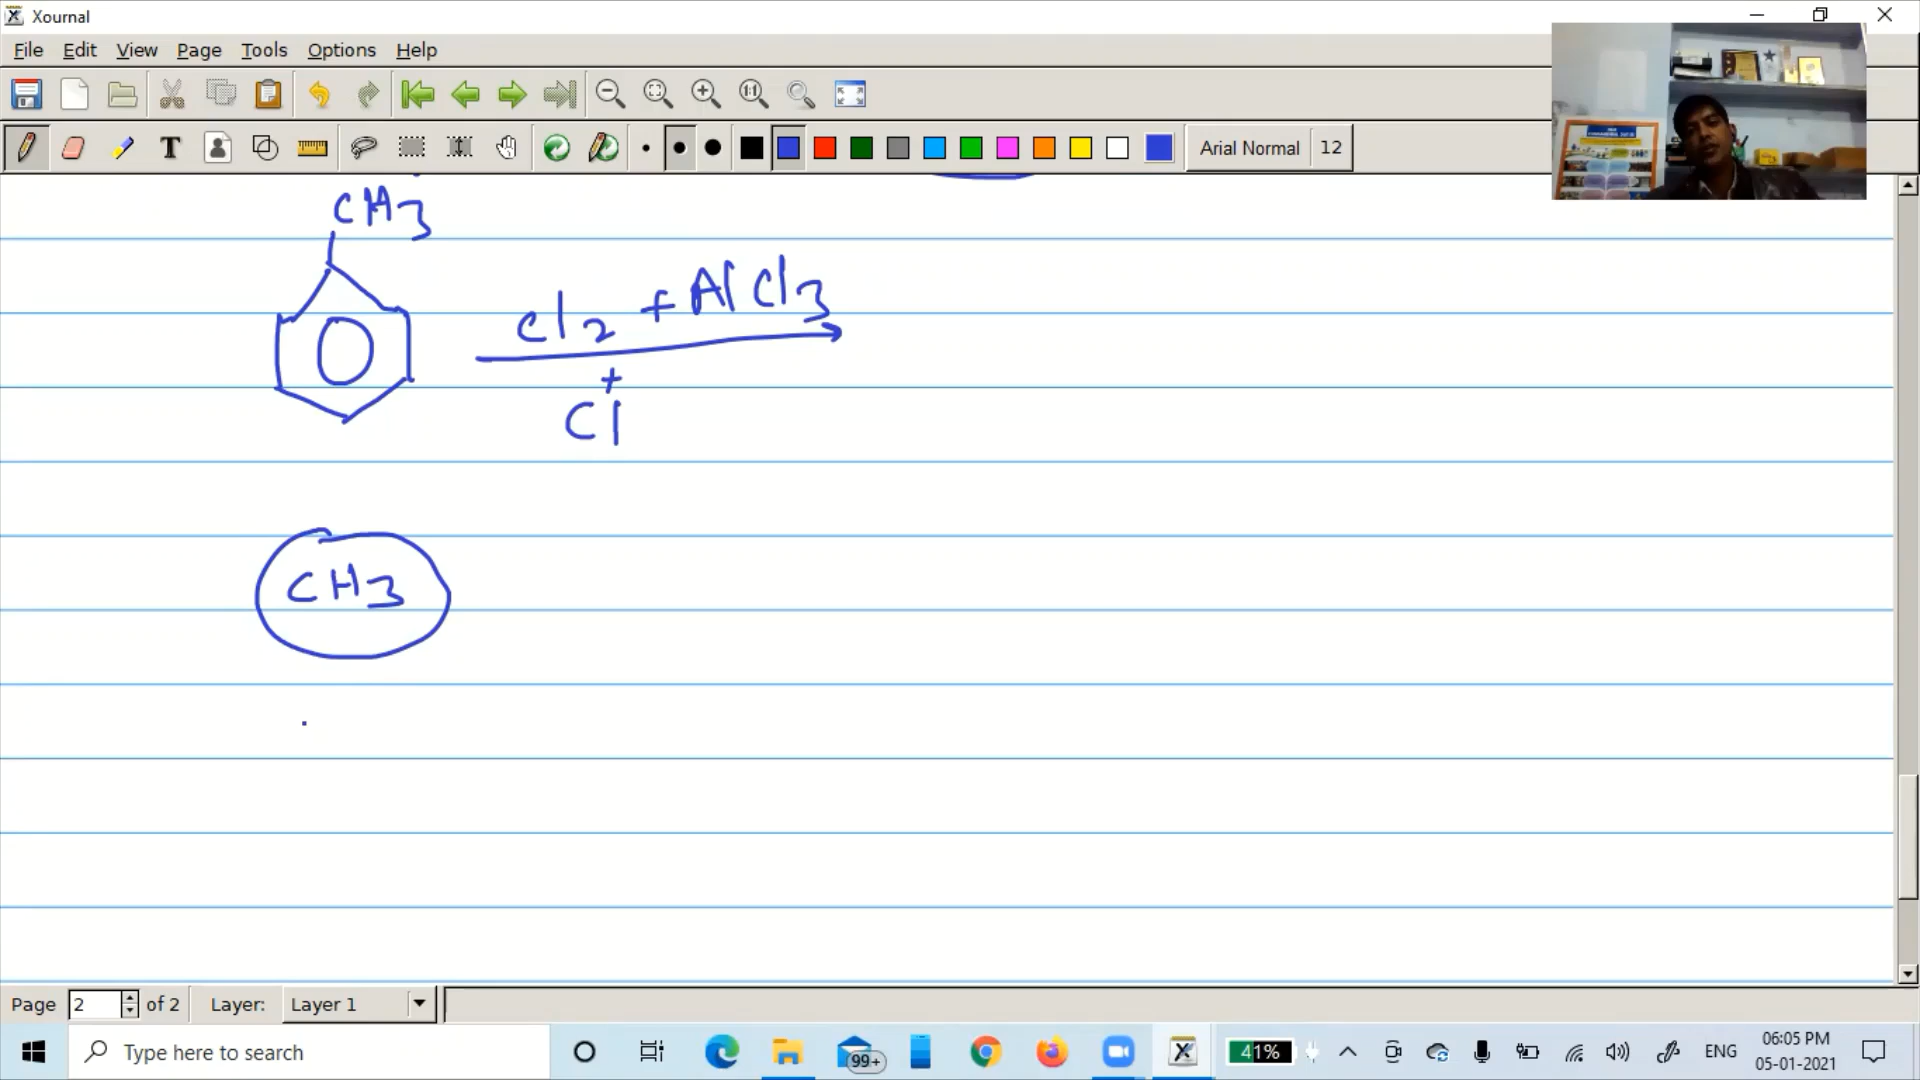 Xournal
File Edit View Page Tools Options Help
Arial Normal 12
CH3
Cl2 + AlCl3
+
Cl
CH3
Page 2 of 2 Layer: Layer 1
Type here to search
99+
41%
ENG
06:05 PM
05-01-2021